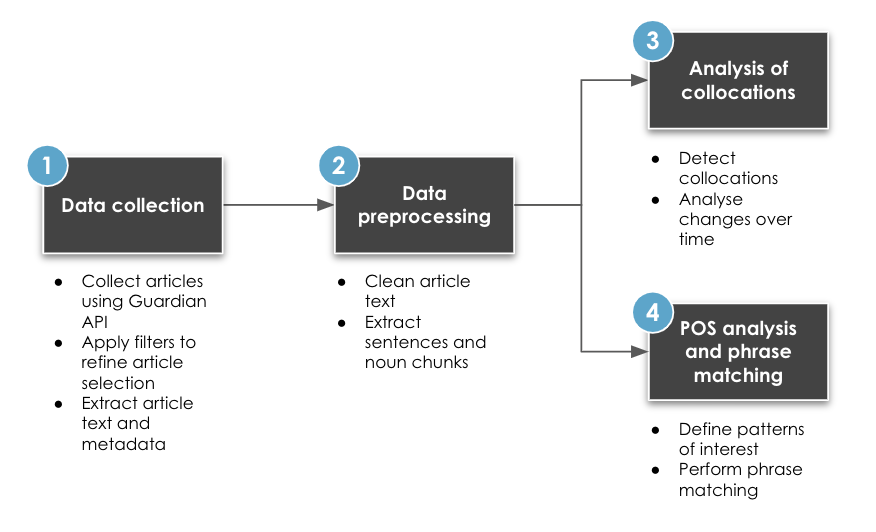 1
Data collection
● Collect articles
using Guardian
API
● Apply filters to
refine article
selection
● Extract article
text and
metadata
2
Data
preprocessing
● Clean article
text
● Extract
sentences and
noun chunks
3
Analysis of
collocations
● Detect
collocations
● Analyse
changes over
time
4
POS analysis
and phrase
matching
● Define patterns
of interest
● Perform phrase
matching